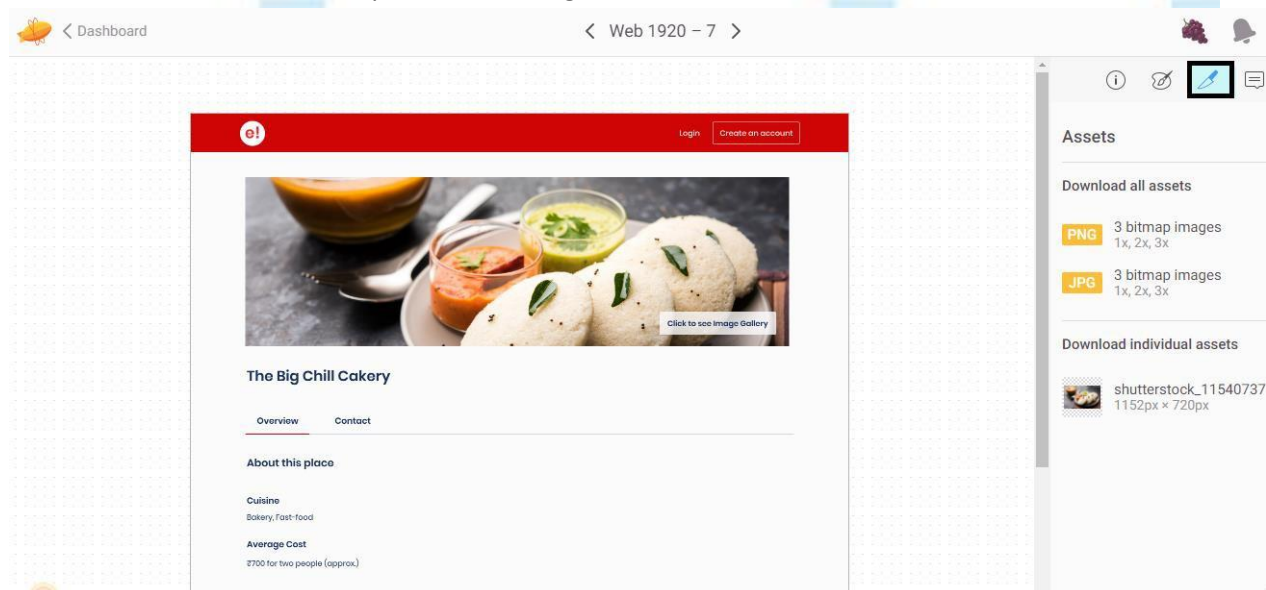 Dashboard
Web 1920 – 7
e!
Login
Create an account
Click to see Image Gallery
The Big Chill Cakery
Overview
Contact
About this place
Cuisine
Bakery, Fast-food
Average Cost
₹700 for two people (approx.)
Assets
Download all assets
PNG
3 bitmap images
1x, 2x, 3x
JPG
3 bitmap images
1x, 2x, 3x
Download individual assets
shutterstock_11540737
1152px × 720px